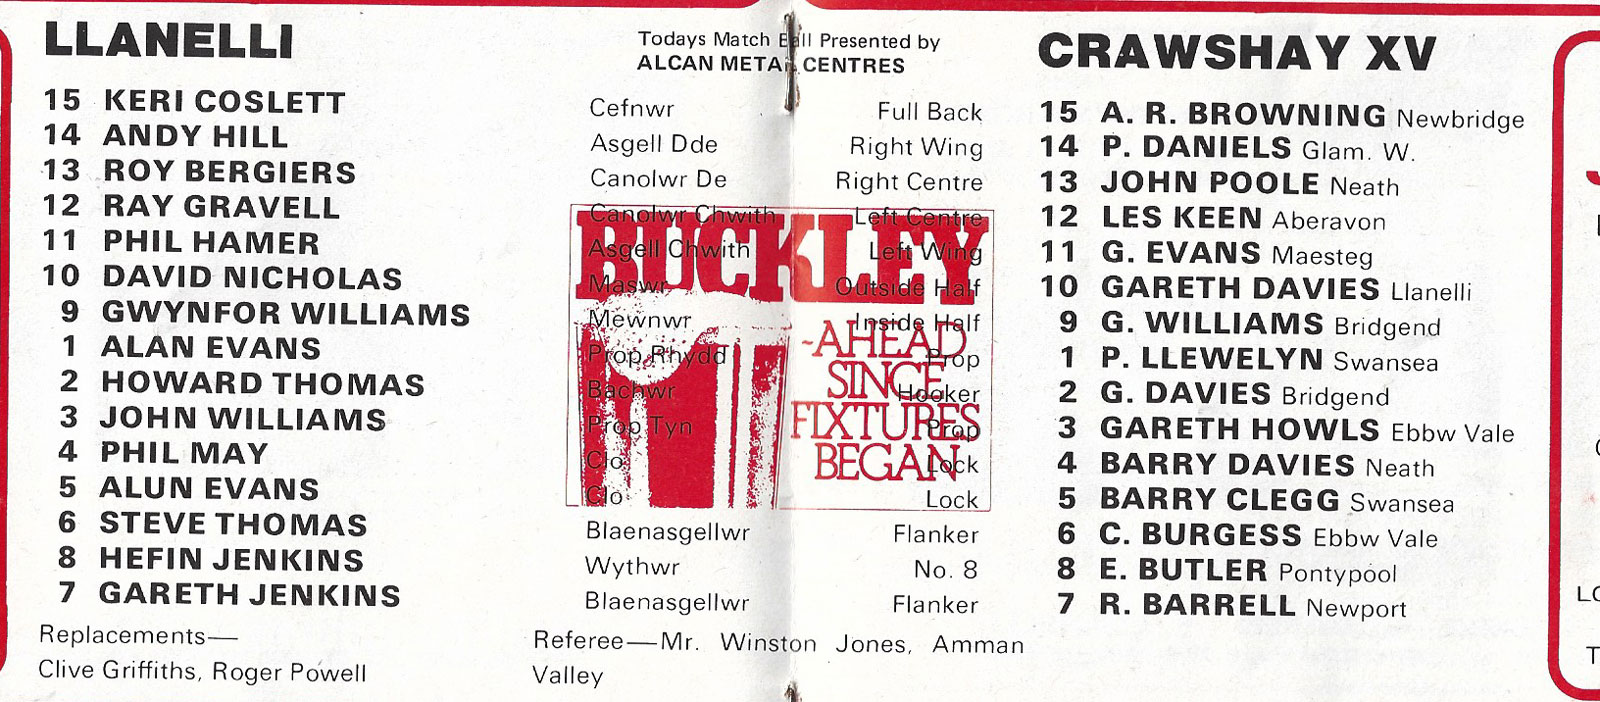 LLANELLI
15 KERI COSLETT
14 ANDY HILL
13 ROY BERGIERS
12 RAY GRAVELL
11 PHIL HAMER
10 DAVID NICHOLAS
9 GWYNFOR WILLIAMS
1 ALAN EVANS
2 HOWARD THOMAS
3 JOHN WILLIAMS
4 PHIL MAY
5 ALUN EVANS
6 STEVE THOMAS
8 HEFIN JENKINS
7 GARETH JENKINS
Replacements—
Clive Griffiths, Roger Powell
Todays Match Ball Presented by
ALCAN METAL CENTRES
Cefnwr Full Back
Asgell Dde Right Wing
Canolwr De Right Centre
Canolwr Chwith Left Centre
Asgell Chwith Left Wing
Maswr Outside Half
Mewnwr Inside Half
Prop Rhydd Prop
Bachwr Hooker
Prop Tyn Prop
Clo Lock
Clo Lock
Blaenasgellwr Flanker
Wythwr No. 8
Blaenasgellwr Flanker
BUCKLEY
~AHEAD
SINCE
FIXTURES
BEGAN
Referee—Mr. Winston Jones, Amman
Valley
CRAWSHAY XV
15 A. R. BROWNING Newbridge
14 P. DANIELS Glam. W.
13 JOHN POOLE Neath
12 LES KEEN Aberavon
11 G. EVANS Maesteg
10 GARETH DAVIES Llanelli
9 G. WILLIAMS Bridgend
1 P. LLEWELYN Swansea
2 G. DAVIES Bridgend
3 GARETH HOWLS Ebbw Vale
4 BARRY DAVIES Neath
5 BARRY CLEGG Swansea
6 C. BURGESS Ebbw Vale
8 E. BUTLER Pontypool
7 R. BARRELL Newport